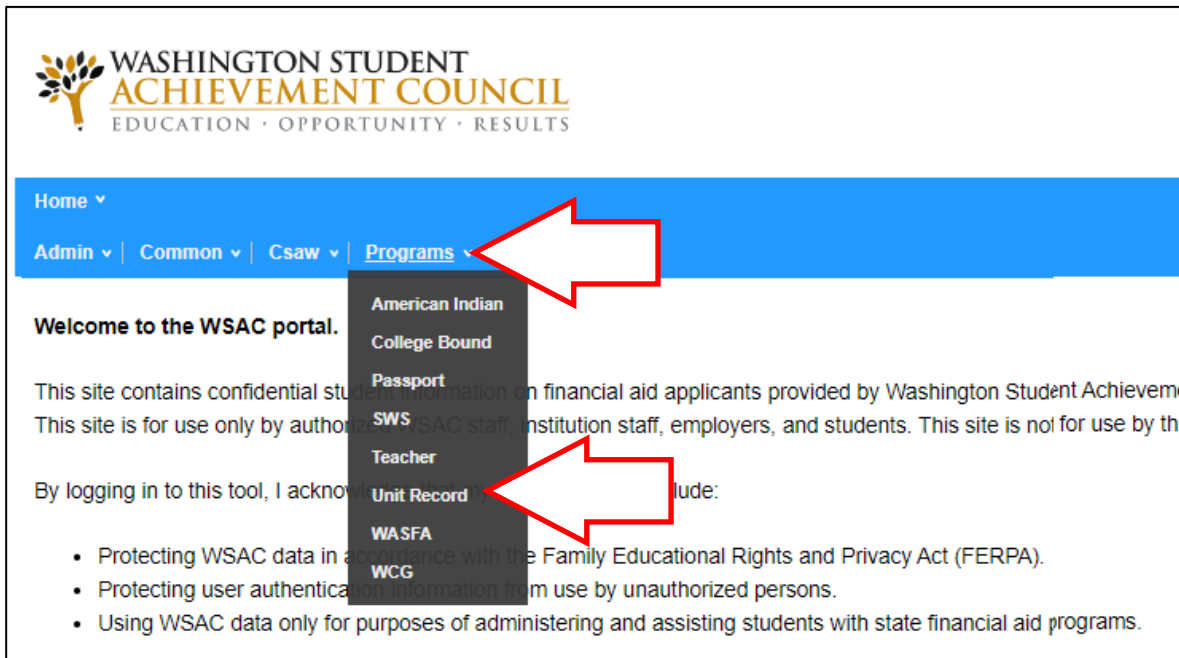 WASHINGTON STUDENT
ACHIEVEMENT COUNCIL
EDUCATION · OPPORTUNITY · RESULTS
Home
Admin | Common | Csaw | Programs
American Indian
College Bound
Passport
SWS
Teacher
Unit Record
WASFA
WCG
Welcome to the WSAC portal.
This site contains confidential student information on financial aid applicants provided by Washington Student Achievem
This site is for use only by authorized WSAC staff, institution staff, employers, and students. This site is not for use by th
By logging in to this tool, I acknow lude:
• Protecting WSAC data in accordance with the Family Educational Rights and Privacy Act (FERPA).
• Protecting user authentication information from use by unauthorized persons.
• Using WSAC data only for purposes of administering and assisting students with state financial aid programs.